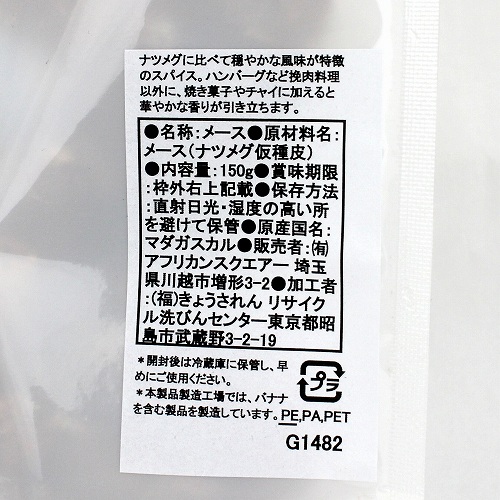 ナツメグに比べて穏やかな風味が特徴
のスパイス。ハンバーグなど挽肉料理
以外に、焼き菓子やチャイに加えると
華やかな香りが引き立ちます。
●名称:メース●原材料名:
メース(ナツメグ仮種皮)
●内容量:150g●賞味期限
:枠外右上記載●保存方法
:直射日光・湿度の高い所
を避けて保管●原産国名:
マダガスカル●販売者:㈲
アフリカンスクエアー 埼玉
県川越市増形3-2●加工者
:(福)きょうされん リサイク
ル洗びんセンター東京都昭
島市武蔵野3-2-19
*開封後は冷蔵庫に保管し、早
めにご使用ください。
*本製品製造工場では、バナナ
を含む製品を製造しています。
プラ
PE,PA,PET
G1482